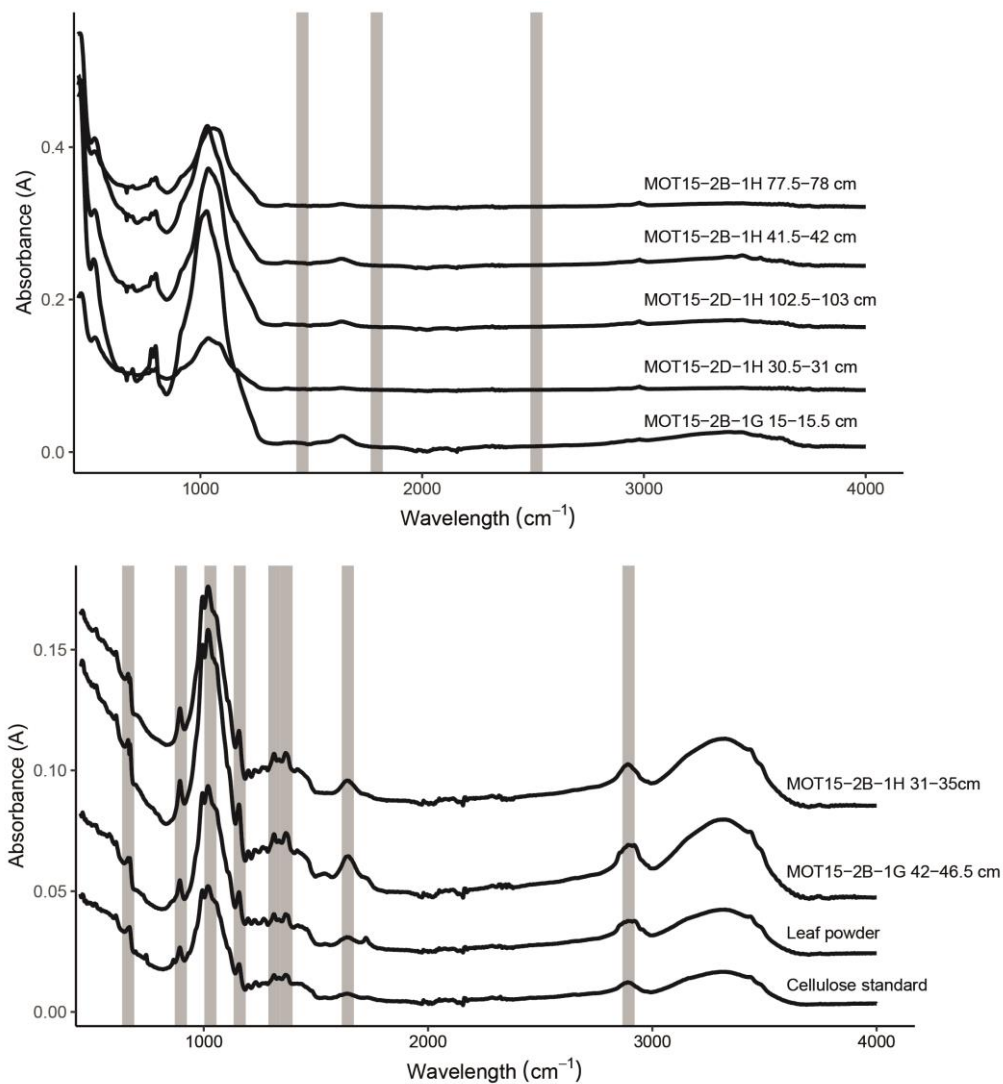 0.4
0.2
0.0
Absorbance (A)
MOT15−2B−1H 77.5−78 cm
MOT15−2B−1H 41.5−42 cm
MOT15−2D−1H 102.5−103 cm
MOT15−2D−1H 30.5−31 cm
MOT15−2B−1G 15−15.5 cm
1000 2000 3000 4000
Wavelength (cm⁻¹)
0.15
0.10
0.05
0.00
Absorbance (A)
MOT15−2B−1H 31−35cm
MOT15−2B−1G 42−46.5 cm
Leaf powder
Cellulose standard
1000 2000 3000 4000
Wavelength (cm⁻¹)